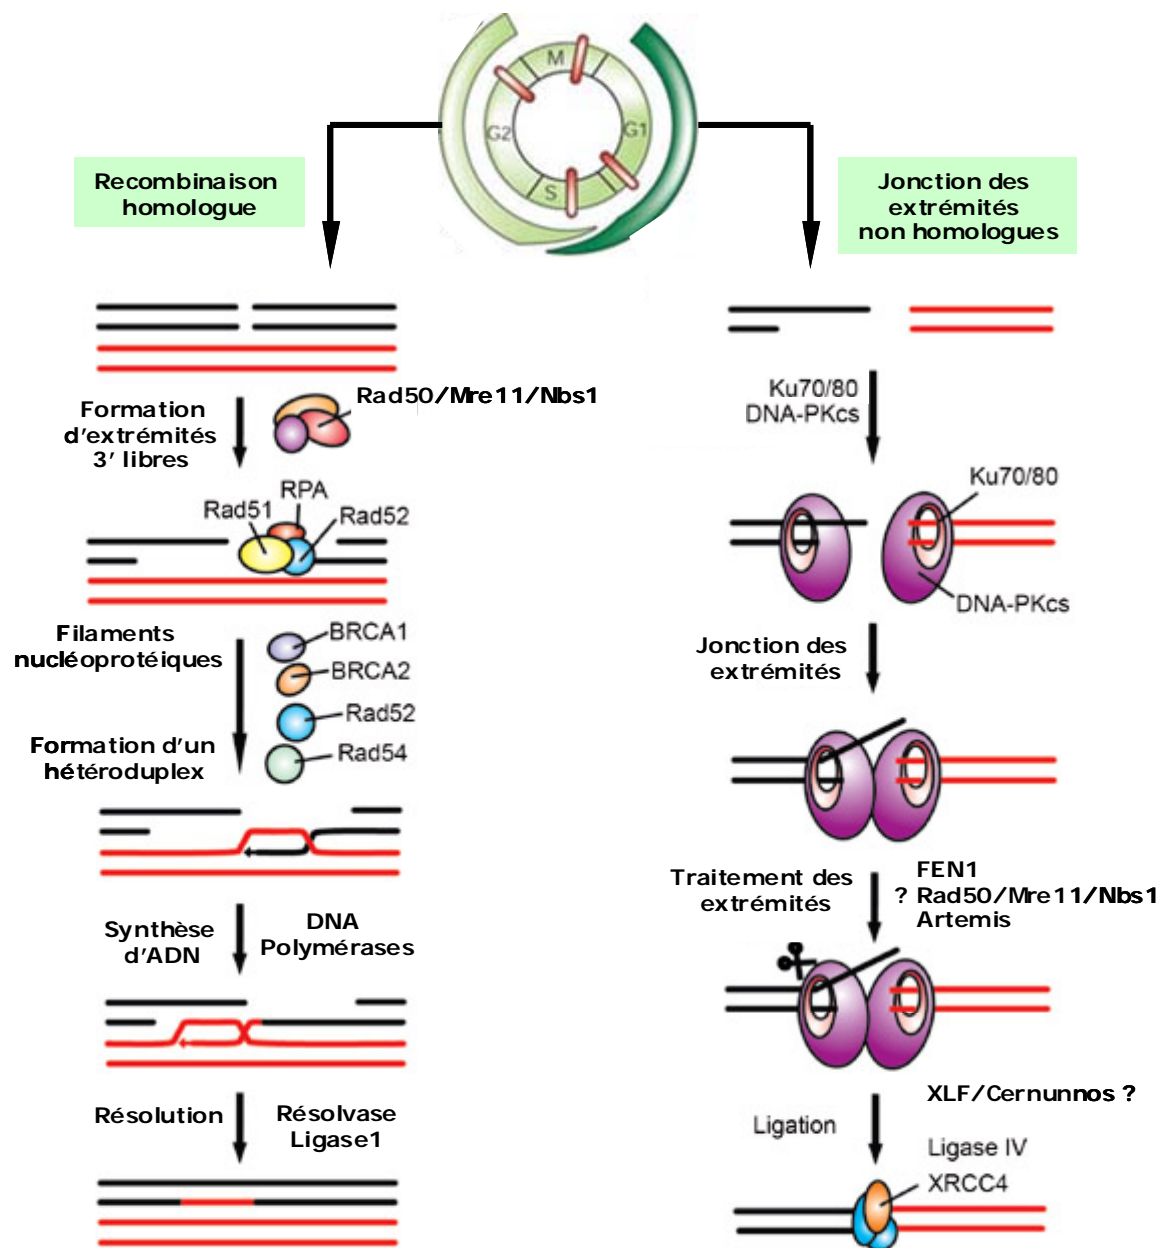 M
G2
G1
S
Recombinaison
homologue
Jonction des
extrémités
non homologues
Formation
d'extrémités
3' libres
Rad50/Mre11/Nbs1
RPA
Rad51
Rad52
Filaments
nucléoprotéiques
BRCA1
BRCA2
Rad52
Rad54
Formation d'un
hétéroduplex
Synthèse
d'ADN
DNA
Polymérases
Résolution
Résolvase
Ligase1
Ku70/80
DNA-PKcs
Ku70/80
DNA-PKcs
Jonction des
extrémités
Traitement des
extrémités
FEN1
? Rad50/Mre11/Nbs1
Artemis
XLF/Cernunnos ?
Ligation
Ligase IV
XRCC4